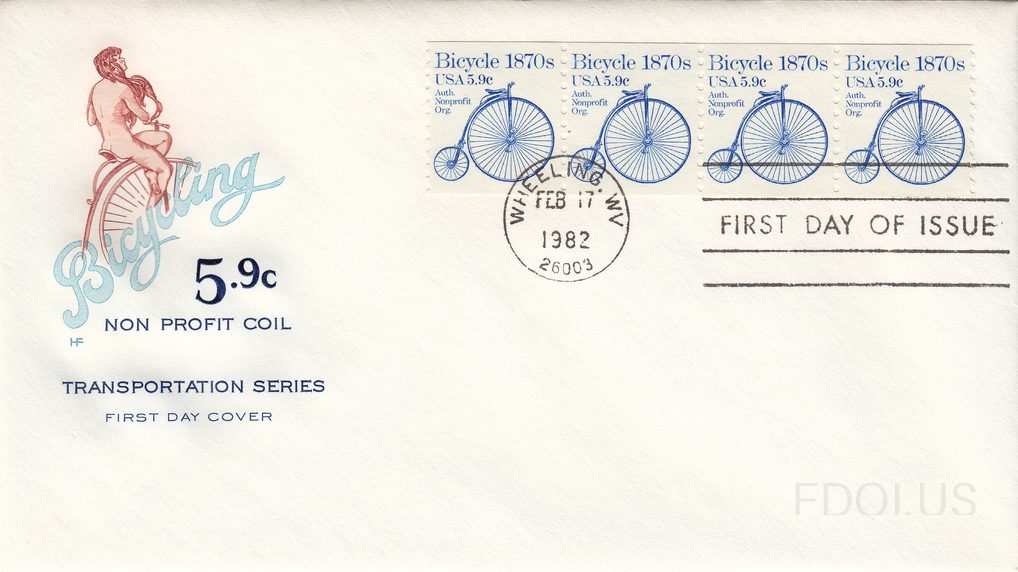 Bicycle 1870s
USA 5.9c
Auth.
Nonprofit
Org.
Bicycle 1870s
USA 5.9c
Auth.
Nonprofit
Org.
Bicycle 1870s
USA 5.9c
Auth.
Nonprofit
Org.
Bicycle 1870s
USA 5.9c
Auth.
Nonprofit
Org.
WHEELING, WV
FEB 17
1982
26003
FIRST DAY OF ISSUE
Bicycling
5.9c
NON PROFIT COIL
HF
TRANSPORTATION SERIES
FIRST DAY COVER
FDOI.US